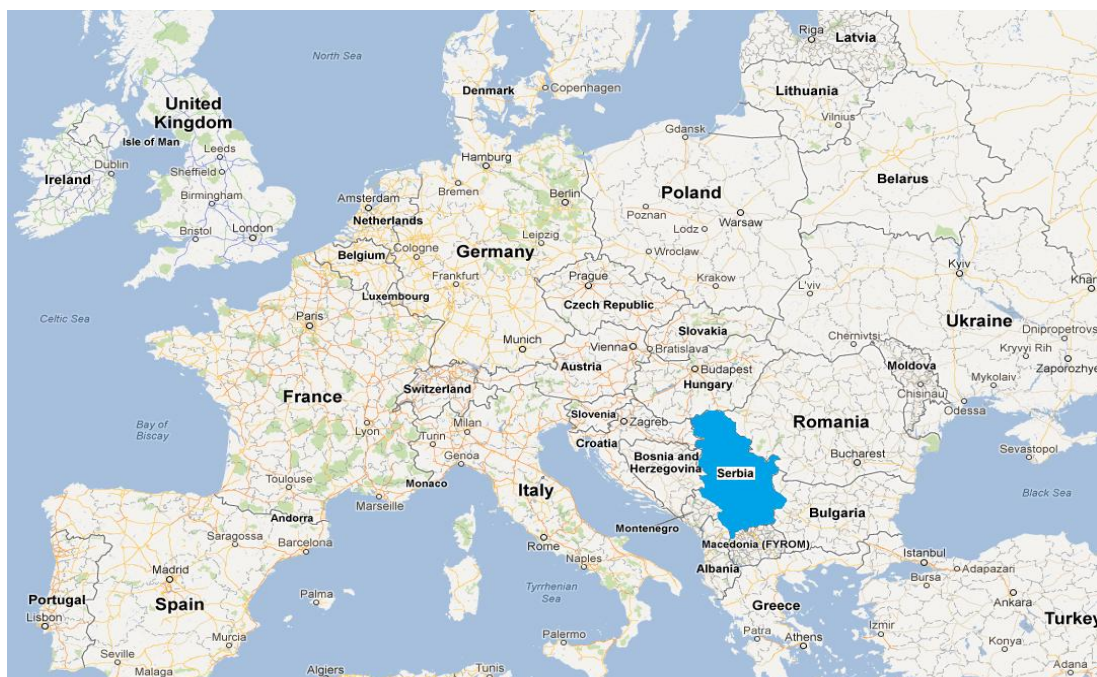 Riga
Latvia
North Sea
Denmark
Copenhagen
Lithuania
Vilnius
United
Kingdom
Isle of Man
Leeds
Gdansk
Dublin
Sheffield
Hamburg
Ireland
Birmingham
Bremen
Berlin
Poland
Belarus
Amsterdam
Poznan
Warsaw
Netherlands
Bristol
London
Lodz
Leipzig
Cologne
Germany
Belgium
Wroclaw
Kyiv
Frankfurt
Prague
Krakow
L'viv
Luxembourg
Czech Republic
Celtic Sea
Paris
Ukraine
Slovakia
Chernivtsi
Dnipropetrovs
Munich
Vienna
Bratislava
Kryvyi Rih
Austria
Budapest
Moldova
Zaporozhye
Switzerland
Hungary
Chisinau
Mykolaiv
France
Odessa
Slovenia
Zagreb
Romania
Bay of
Biscay
Lyon
Milan
Turin
Croatia
Genoa
Bosnia and
Herzegovina
Bucharest
Sevastopol
Serbia
Toulouse
Monaco
Italy
Marseille
Black Sea
Andorra
Bulgaria
Montenegro
Saragossa
Rome
Macedonia (FYROM)
Barcelona
Istanbul
Naples
Albania
Adapazari
Madrid
Bursa
Tyrrhenian
Sea
Portugal
Spain
Palma
Greece
Ankara
Lisbon
Turkey
Murcia
Palermo
Patra
Athens
Izmir
Konya
Seville
Malaga
Algiers
Tunis
Adana